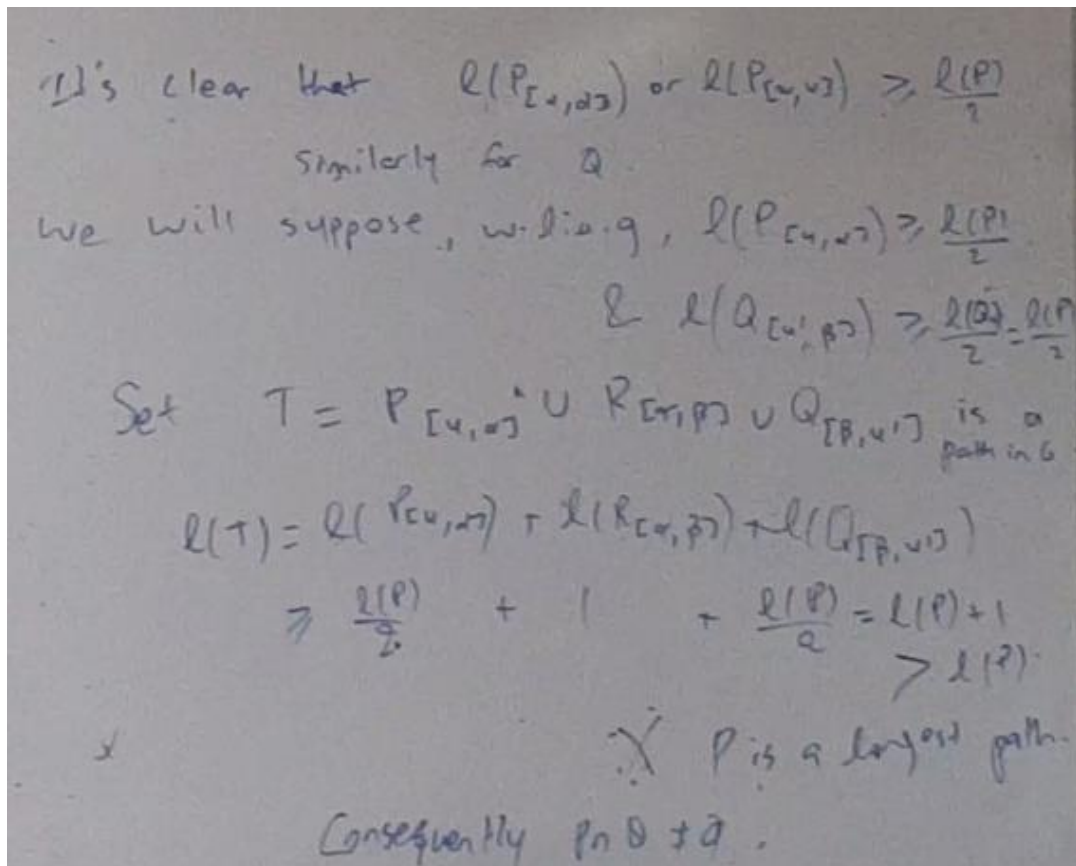 It's clear that l(P[u,α]) or l(P[α,v]) ≥ l(P)/2
similarly for Q.
we will suppose, w.l.o.g, l(P[u,α]) ≥ l(P)/2.
& l(Q[u',β]) ≥ l(Q)/2 = l(P)/2
Set T = P[u,α] ∪ R[α,β] ∪ Q[β,u'] is a
path in G
l(T) = l(P[u,α]) + l(R[α,β]) + l(Q[β,u'])
≥ l(P)/2 + 1 + l(P)/2 = l(P)+1
> l(P).
P is a longest path.
Consequently P∩Q ≠ ø.